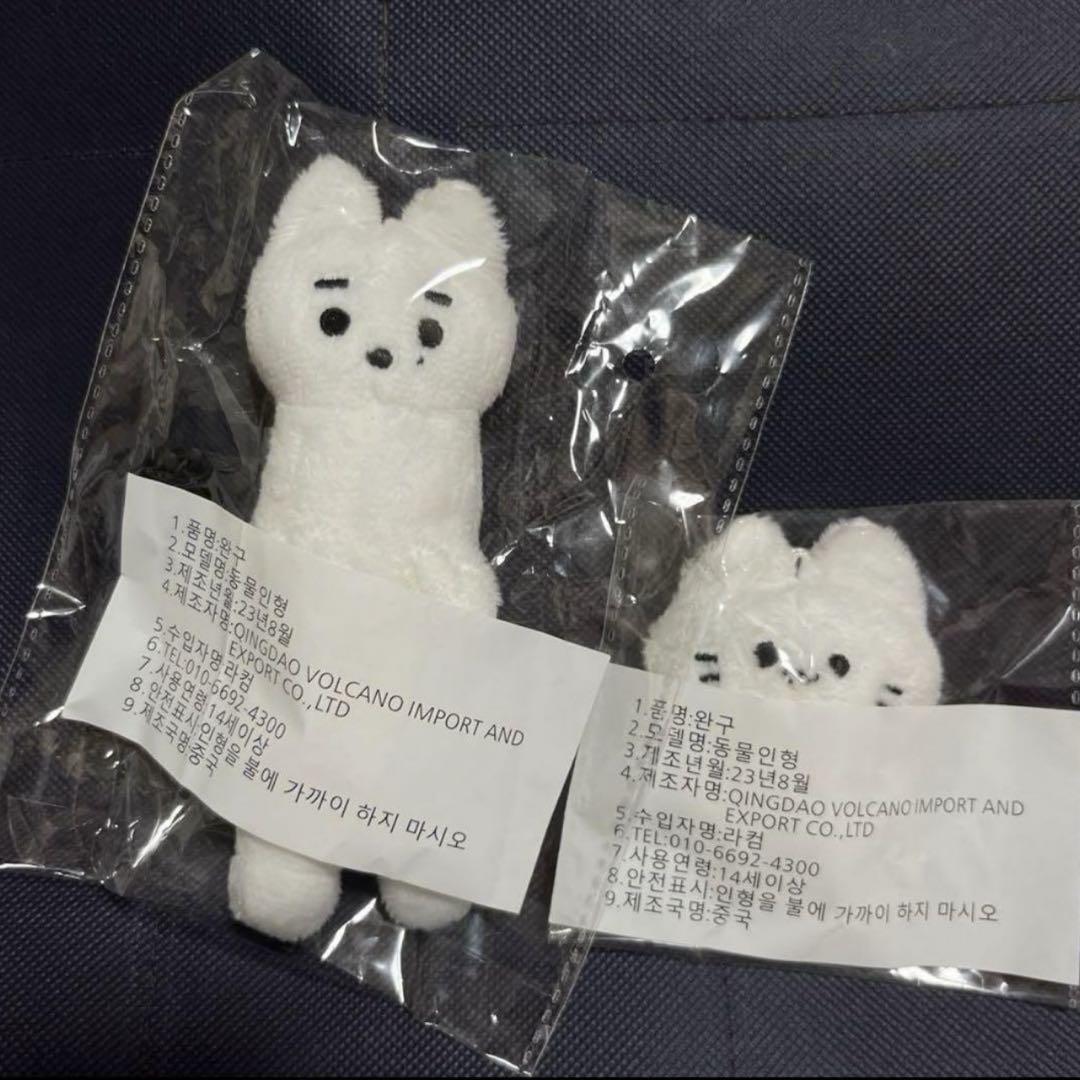 1.품명:완구
2.모델명:동물인형
3.제조년월:23년8월
4.제조자명:QINGDAO VOLCANO IMPORT AND
EXPORT CO.,LTD
5.수입자명:라컴
6.TEL:010-6692-4300
7.사용연령:14세이상
8.안전표시:인형을 불에 가까이 하지 마시오
9.제조국명:중국
1.품명:완구
2.모델명:동물인형
3.제조년월:23년8월
4.제조자명:QINGDAO VOLCANO IMPORT AND
EXPORT CO.,LTD
5.수입자명:라컴
6.TEL:010-6692-4300
7.사용연령:14세이상
8.안전표시:인형을 불에 가까이 하지 마시오
9.제조국명:중국